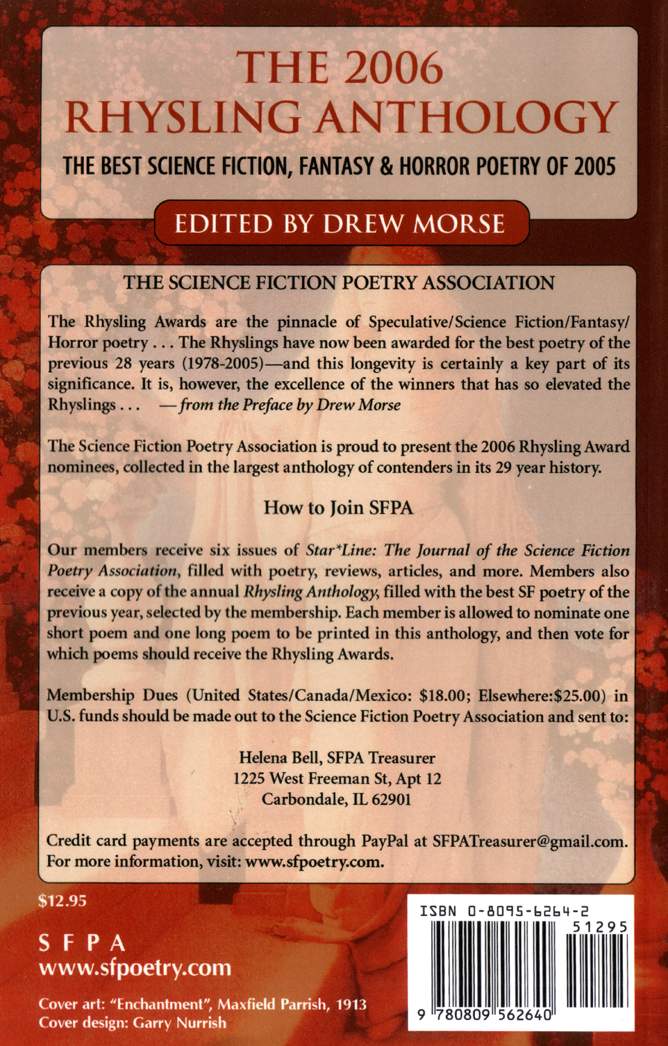 THE 2006
RHYSLING ANTHOLOGY
THE BEST SCIENCE FICTION, FANTASY & HORROR POETRY OF 2005
EDITED BY DREW MORSE
THE SCIENCE FICTION POETRY ASSOCIATION
The Rhysling Awards are the pinnacle of Speculative/Science Fiction/Fantasy/
Horror poetry . . . The Rhyslings have now been awarded for the best poetry of the
previous 28 years (1978-2005)—and this longevity is certainly a key part of its
significance. It is, however, the excellence of the winners that has so elevated the
Rhyslings . . . —from the Preface by Drew Morse
The Science Fiction Poetry Association is proud to present the 2006 Rhysling Award
nominees, collected in the largest anthology of contenders in its 29 year history.
How to Join SFPA
Our members receive six issues of Star*Line: The Journal of the Science Fiction
Poetry Association, filled with poetry, reviews, articles, and more. Members also
receive a copy of the annual Rhysling Anthology, filled with the best SF poetry of the
previous year, selected by the membership. Each member is allowed to nominate one
short poem and one long poem to be printed in this anthology, and then vote for
which poems should receive the Rhysling Awards.
Membership Dues (United States/Canada/Mexico: $18.00; Elsewhere:$25.00) in
U.S. funds should be made out to the Science Fiction Poetry Association and sent to:
Helena Bell, SFPA Treasurer
1225 West Freeman St, Apt 12
Carbondale, IL 62901
Credit card payments are accepted through PayPal at SFPATreasurer@gmail.com.
For more information, visit: www.sfpoetry.com.
$12.95
SFPA
www.sfpoetry.com
Cover art: “Enchantment”, Maxfield Parrish, 1913
Cover design: Garry Nurrish
ISBN 0-8095-6264-2
51295
9 780809 562640